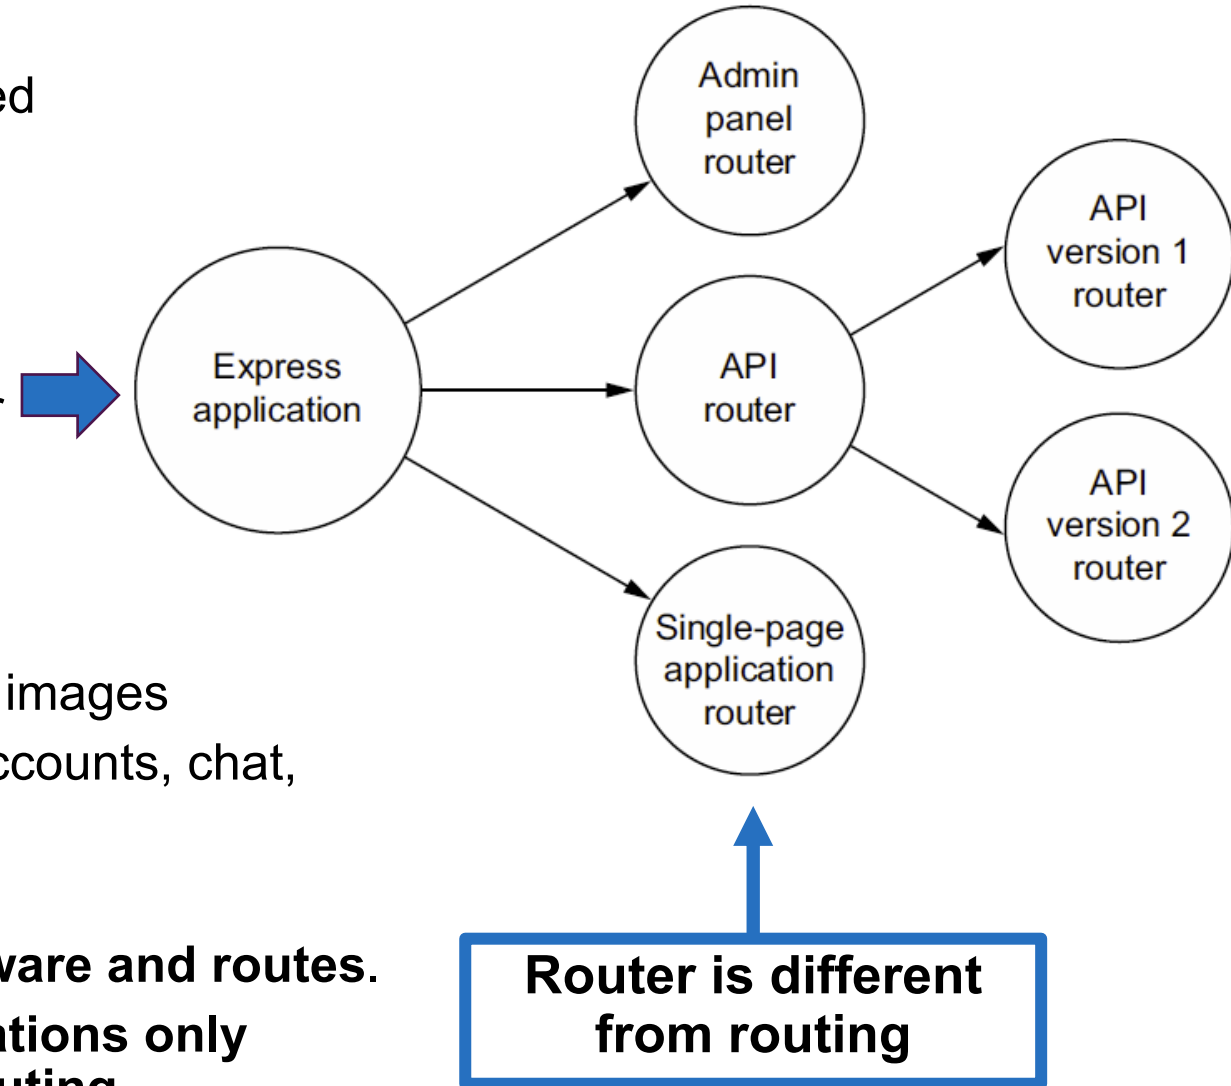 ed
Admin
panel
router
API
version 1
router
Express
application
API
router
API
version 2
router
Single-page
application
router
images
ccounts, chat,
ware and routes.
ations only
uting
Router is different
from routing